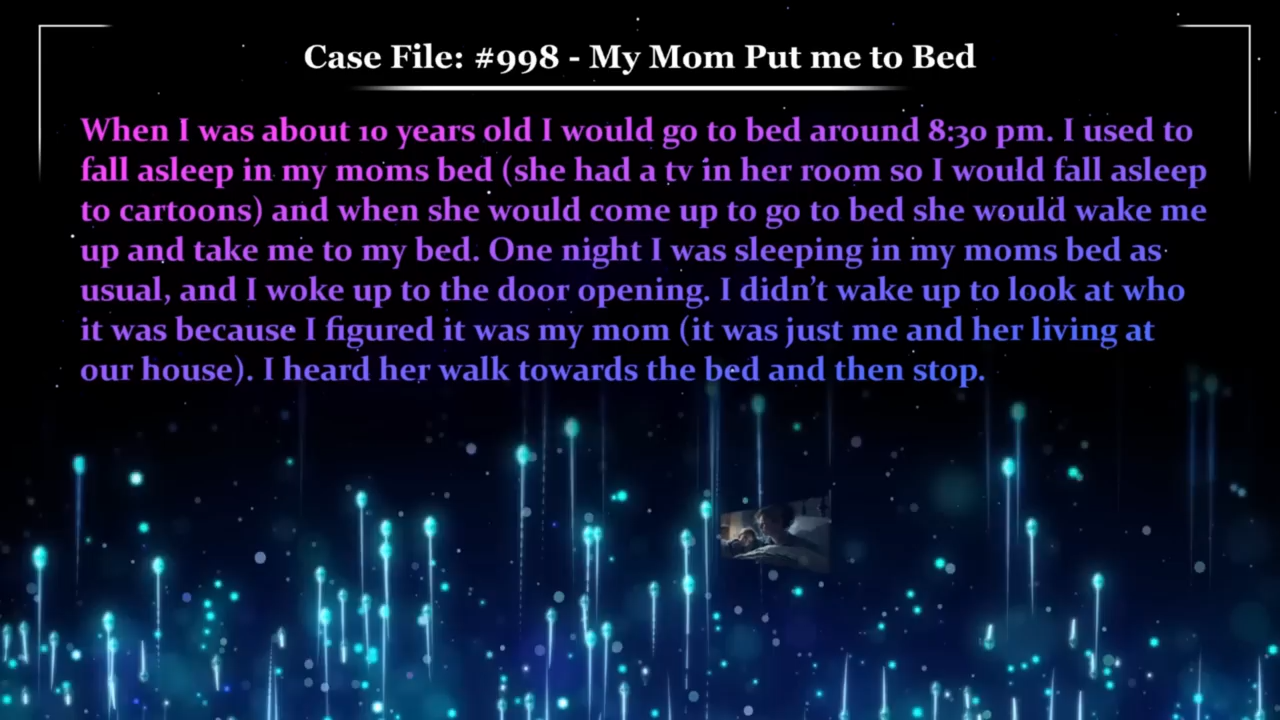 Case File: #998 - My Mom Put me to Bed
When I was about 10 years old I would go to bed around 8:30 pm. I used to
fall asleep in my moms bed (she had a tv in her room so I would fall asleep
to cartoons) and when she would come up to go to bed she would wake me
up and take me to my bed. One night I was sleeping in my moms bed as
usual, and I woke up to the door opening. I didn’t wake up to look at who
it was because I figured it was my mom (it was just me and her living at
our house). I heard her walk towards the bed and then stop.